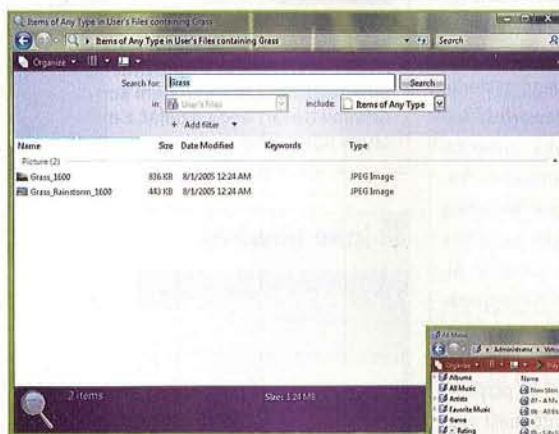 Items of Any Type in User's Files containing Grass
Items of Any Type in User's Files containing Grass
Search
Organize
Search for: Grass
Search
in: User's Files
include: Items of Any Type
+ Add filter
Name Size Date Modified Keywords Type
Picture (2)
Grass_1600 836 KB 8/1/2005 12:24 AM JPEG Image
Grass_Rainstorm_1600 443 KB 8/1/2005 12:24 AM JPEG Image
2 items
Size: 1.24 MB
All Music
Administrator
Organize
Albums
All Music
Artists
Favorite Music
Genre
Rating
Name